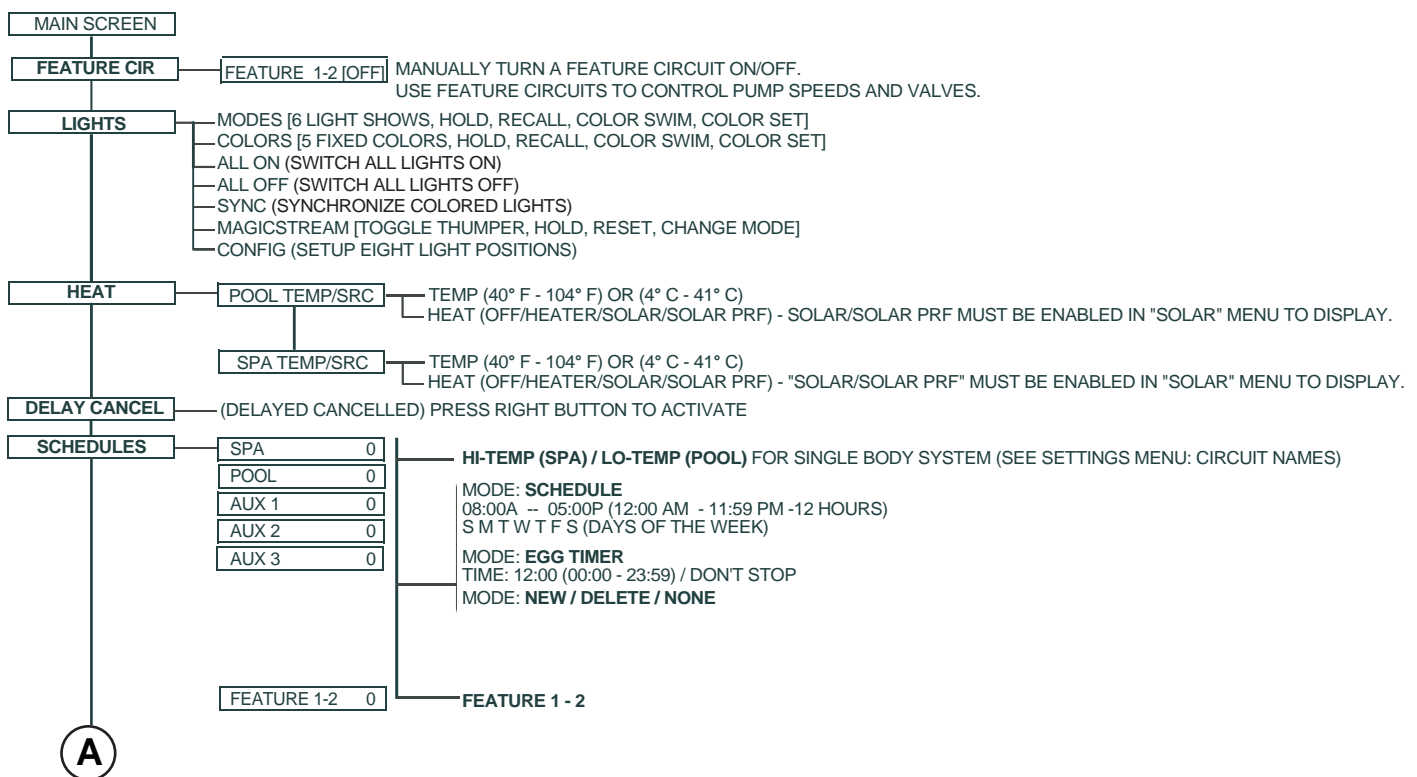 MAIN SCREEN
FEATURE CIR
FEATURE 1-2 [OFF]
MANUALLY TURN A FEATURE CIRCUIT ON/OFF.
USE FEATURE CIRCUITS TO CONTROL PUMP SPEEDS AND VALVES.
LIGHTS
MODES [6 LIGHT SHOWS, HOLD, RECALL, COLOR SWIM, COLOR SET]
COLORS [5 FIXED COLORS, HOLD, RECALL, COLOR SWIM, COLOR SET]
ALL ON (SWITCH ALL LIGHTS ON)
ALL OFF (SWITCH ALL LIGHTS OFF)
SYNC (SYNCHRONIZE COLORED LIGHTS)
MAGICSTREAM [TOGGLE THUMPER, HOLD, RESET, CHANGE MODE]
CONFIG (SETUP EIGHT LIGHT POSITIONS)
HEAT
POOL TEMP/SRC
TEMP (40° F - 104° F) OR (4° C - 41° C)
HEAT (OFF/HEATER/SOLAR/SOLAR PRF) - SOLAR/SOLAR PRF MUST BE ENABLED IN "SOLAR" MENU TO DISPLAY.
SPA TEMP/SRC
TEMP (40° F - 104° F) OR (4° C - 41° C)
HEAT (OFF/HEATER/SOLAR/SOLAR PRF) - "SOLAR/SOLAR PRF" MUST BE ENABLED IN "SOLAR" MENU TO DISPLAY.
DELAY CANCEL
(DELAYED CANCELLED) PRESS RIGHT BUTTON TO ACTIVATE
SCHEDULES
SPA 0
POOL 0
AUX 1 0
AUX 2 0
AUX 3 0
HI-TEMP (SPA) / LO-TEMP (POOL) FOR SINGLE BODY SYSTEM (SEE SETTINGS MENU: CIRCUIT NAMES)
MODE: SCHEDULE
08:00A -- 05:00P (12:00 AM - 11:59 PM -12 HOURS)
S M T W T F S (DAYS OF THE WEEK)
MODE: EGG TIMER
TIME: 12:00 (00:00 - 23:59) / DON'T STOP
MODE: NEW / DELETE / NONE
FEATURE 1-2 0
FEATURE 1 - 2
A